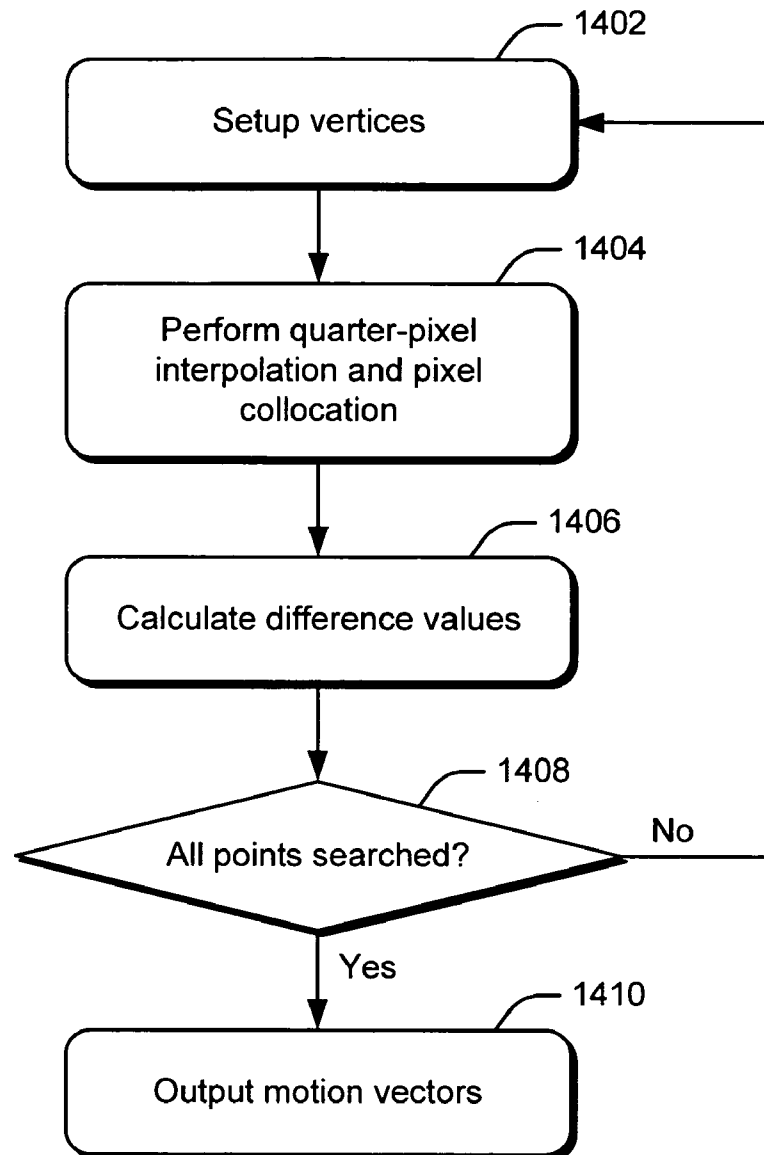 1402
Setup vertices
1404
Perform quarter-pixel
interpolation and pixel
collocation
1406
Calculate difference values
1408
All points searched?
No
Yes
1410
Output motion vectors